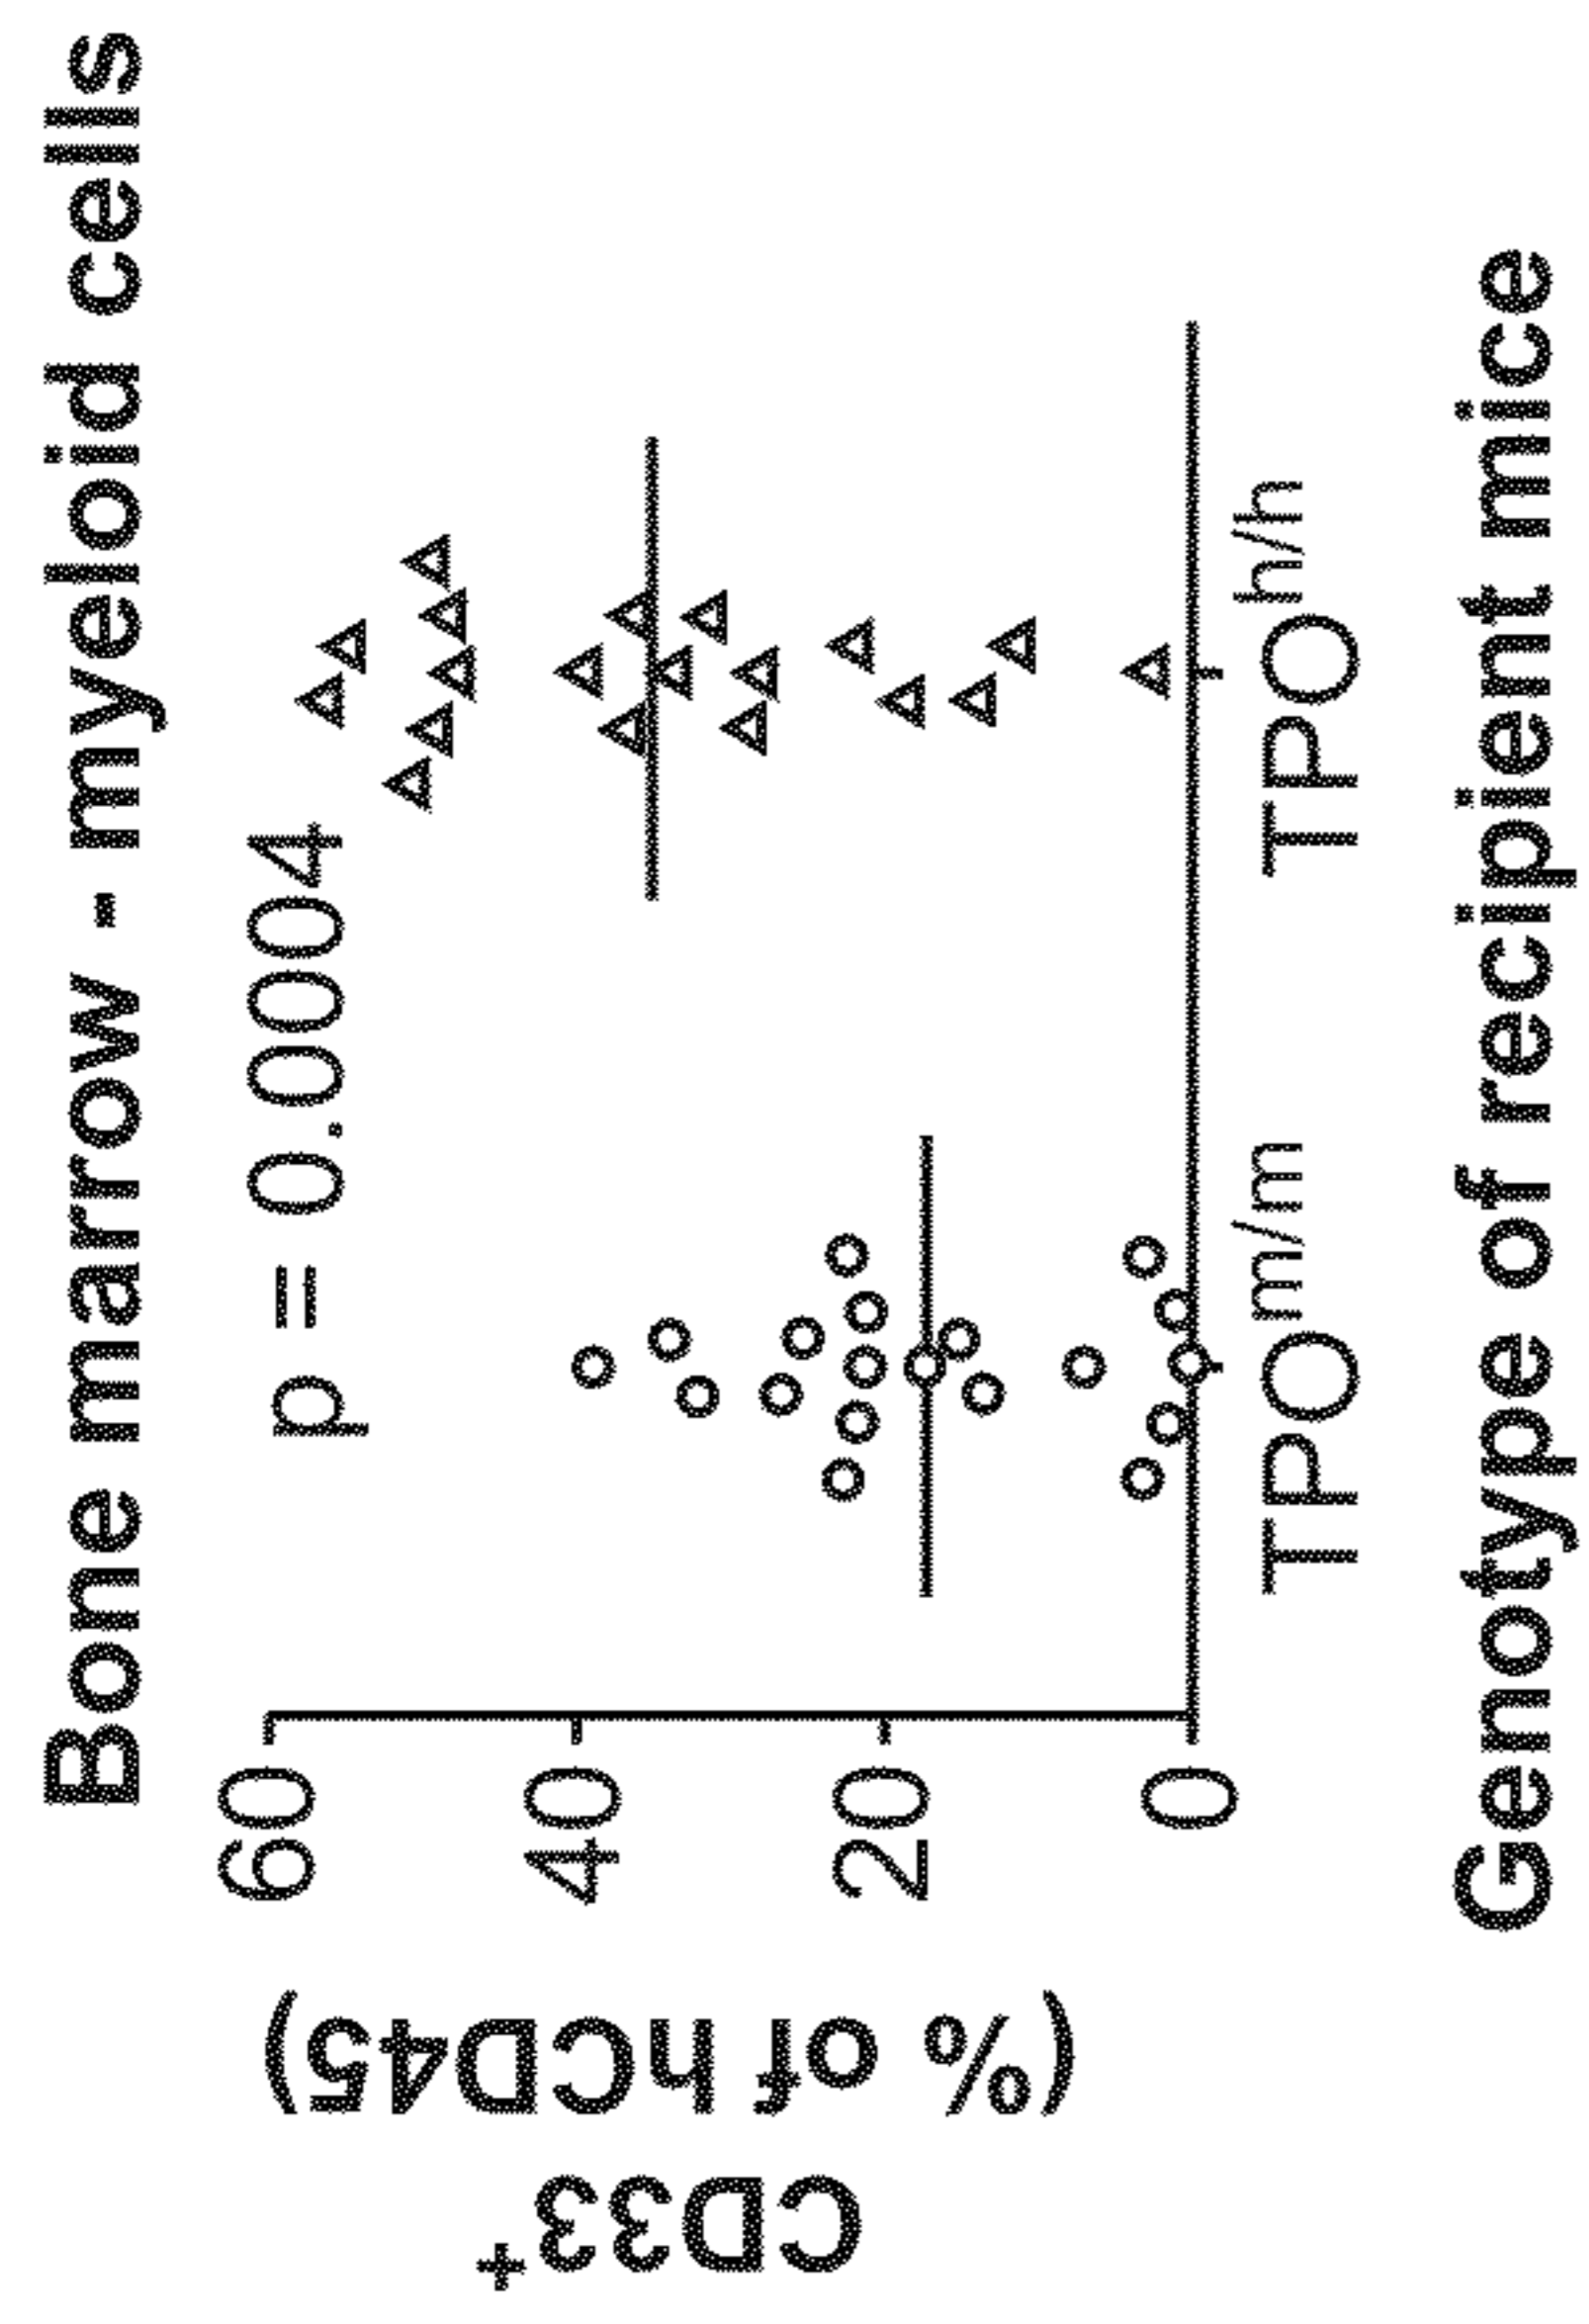 Bone marrow - myeloid cells
p = 0.0004
CD33⁺
(% of hCD45)
60
40
20
0
TPOᵐ/ᵐ TPOʰ/ʰ
Genotype of recipient mice